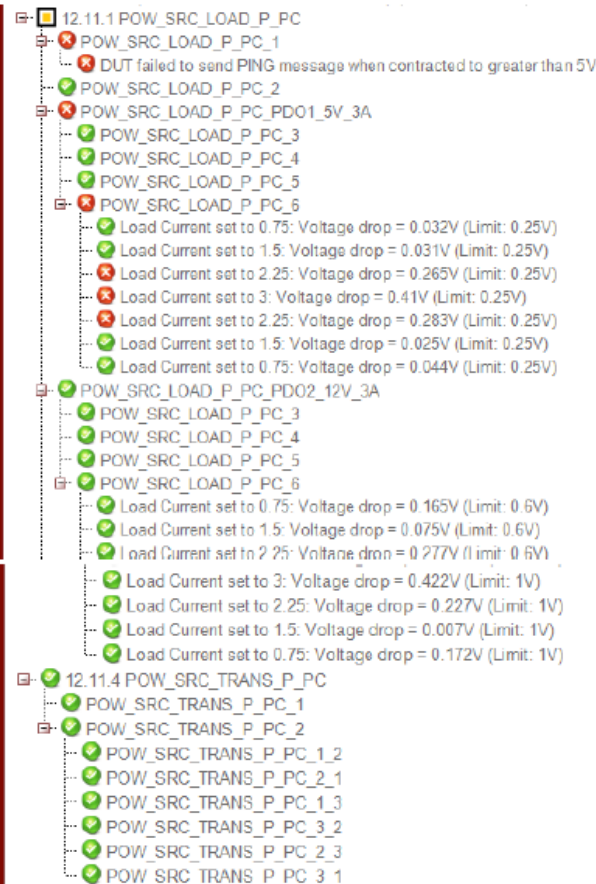 12.11.1 POW_SRC_LOAD_P_PC
POW_SRC_LOAD_P_PC_1
DUT failed to send PING message when contracted to greater than 5V
POW_SRC_LOAD_P_PC_2
POW_SRC_LOAD_P_PC_PDO1_5V_3A
POW_SRC_LOAD_P_PC_3
POW_SRC_LOAD_P_PC_4
POW_SRC_LOAD_P_PC_5
POW_SRC_LOAD_P_PC_6
Load Current set to 0.75: Voltage drop = 0.032V (Limit: 0.25V)
Load Current set to 1.5: Voltage drop = 0.031V (Limit: 0.25V)
Load Current set to 2.25: Voltage drop = 0.265V (Limit: 0.25V)
Load Current set to 3: Voltage drop = 0.41V (Limit: 0.25V)
Load Current set to 2.25: Voltage drop = 0.283V (Limit: 0.25V)
Load Current set to 1.5: Voltage drop = 0.025V (Limit: 0.25V)
Load Current set to 0.75: Voltage drop = 0.044V (Limit: 0.25V)
POW_SRC_LOAD_P_PC_PDO2_12V_3A
POW_SRC_LOAD_P_PC_3
POW_SRC_LOAD_P_PC_4
POW_SRC_LOAD_P_PC_5
POW_SRC_LOAD_P_PC_6
Load Current set to 0.75: Voltage drop = 0.165V (Limit: 0.6V)
Load Current set to 1.5: Voltage drop = 0.075V (Limit: 0.6V)
Load Current set to 2.25: Voltage drop = 0.277V (Limit: 0.6V)
Load Current set to 3: Voltage drop = 0.422V (Limit: 1V)
Load Current set to 2.25: Voltage drop = 0.227V (Limit: 1V)
Load Current set to 1.5: Voltage drop = 0.007V (Limit: 1V)
Load Current set to 0.75: Voltage drop = 0.172V (Limit: 1V)
12.11.4 POW_SRC_TRANS_P_PC
POW_SRC_TRANS_P_PC_1
POW_SRC_TRANS_P_PC_2
POW_SRC_TRANS_P_PC_1_2
POW_SRC_TRANS_P_PC_2_1
POW_SRC_TRANS_P_PC_1_3
POW_SRC_TRANS_P_PC_3_2
POW_SRC_TRANS_P_PC_2_3
POW_SRC_TRANS_P_PC_3_1